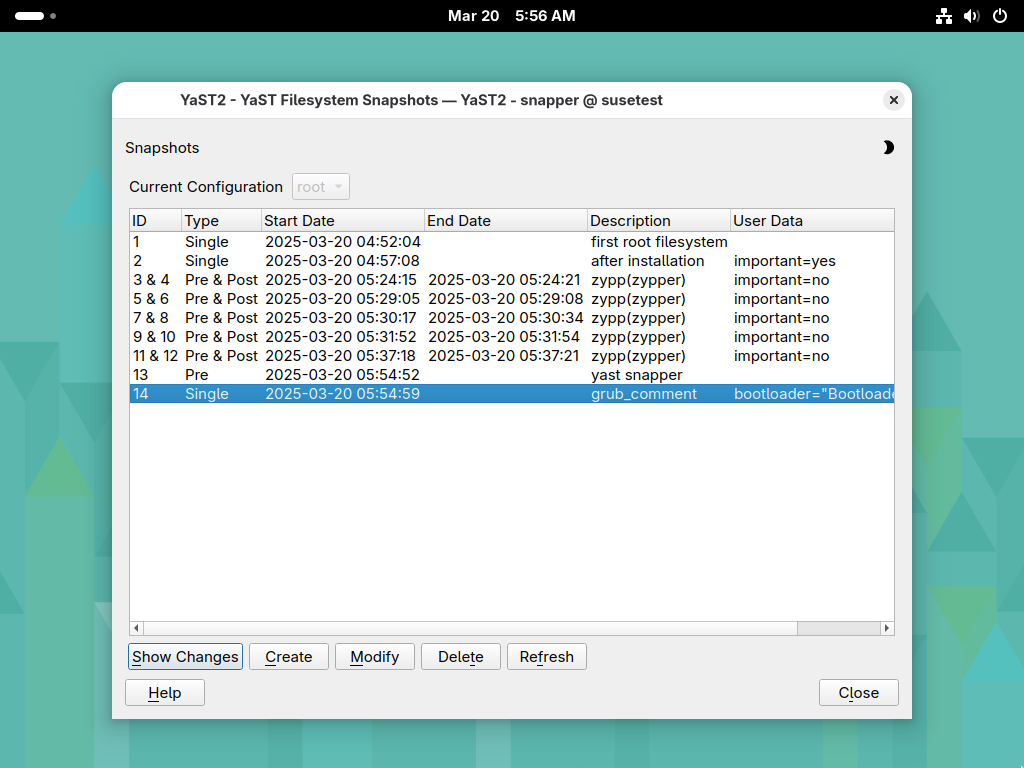 Mar 20 5:56 AM
YaST2 - YaST Filesystem Snapshots — YaST2 - snapper @ susetest
Snapshots
Current Configuration root
ID Type Start Date End Date Description User Data
1 Single 2025-03-20 04:52:04 first root filesystem
2 Single 2025-03-20 04:57:08 after installation important=yes
3 & 4 Pre & Post 2025-03-20 05:24:15 2025-03-20 05:24:21 zypp(zypper) important=no
5 & 6 Pre & Post 2025-03-20 05:29:05 2025-03-20 05:29:08 zypp(zypper) important=no
7 & 8 Pre & Post 2025-03-20 05:30:17 2025-03-20 05:30:34 zypp(zypper) important=no
9 & 10 Pre & Post 2025-03-20 05:31:52 2025-03-20 05:31:54 zypp(zypper) important=no
11 & 12 Pre & Post 2025-03-20 05:37:18 2025-03-20 05:37:21 zypp(zypper) important=no
13 Pre 2025-03-20 05:54:52 yast snapper
14 Single 2025-03-20 05:54:59 grub_comment bootloader="Bootloade
Show Changes Create Modify Delete Refresh
Help Close